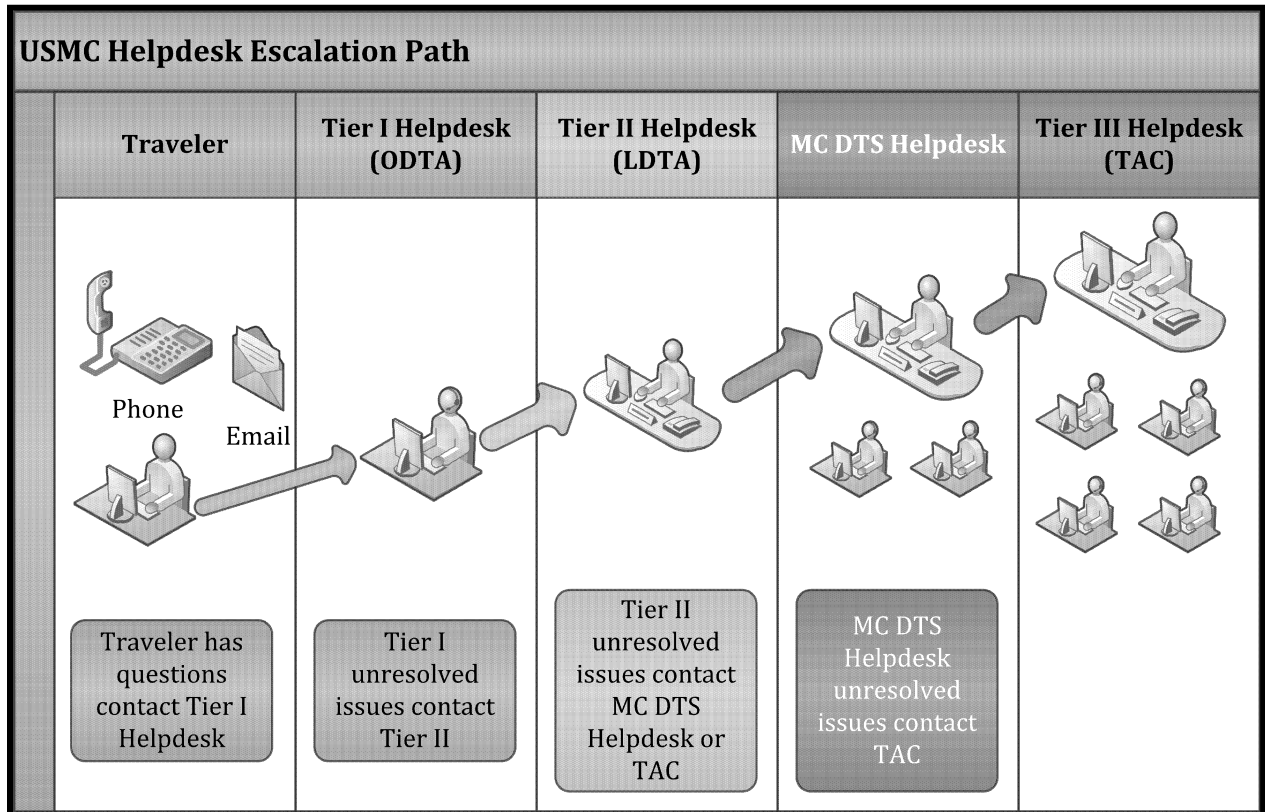 USMC Helpdesk Escalation Path
Traveler
Tier I Helpdesk
(ODTA)
Tier II Helpdesk
(LDTA)
MC DTS Helpdesk
Tier III Helpdesk
(TAC)
Phone
Email
Traveler has
questions
contact Tier I
Helpdesk
Tier I
unresolved
issues contact
Tier II
Tier II
unresolved
issues contact
MC DTS
Helpdesk or
TAC
MC DTS
Helpdesk
unresolved
issues contact
TAC